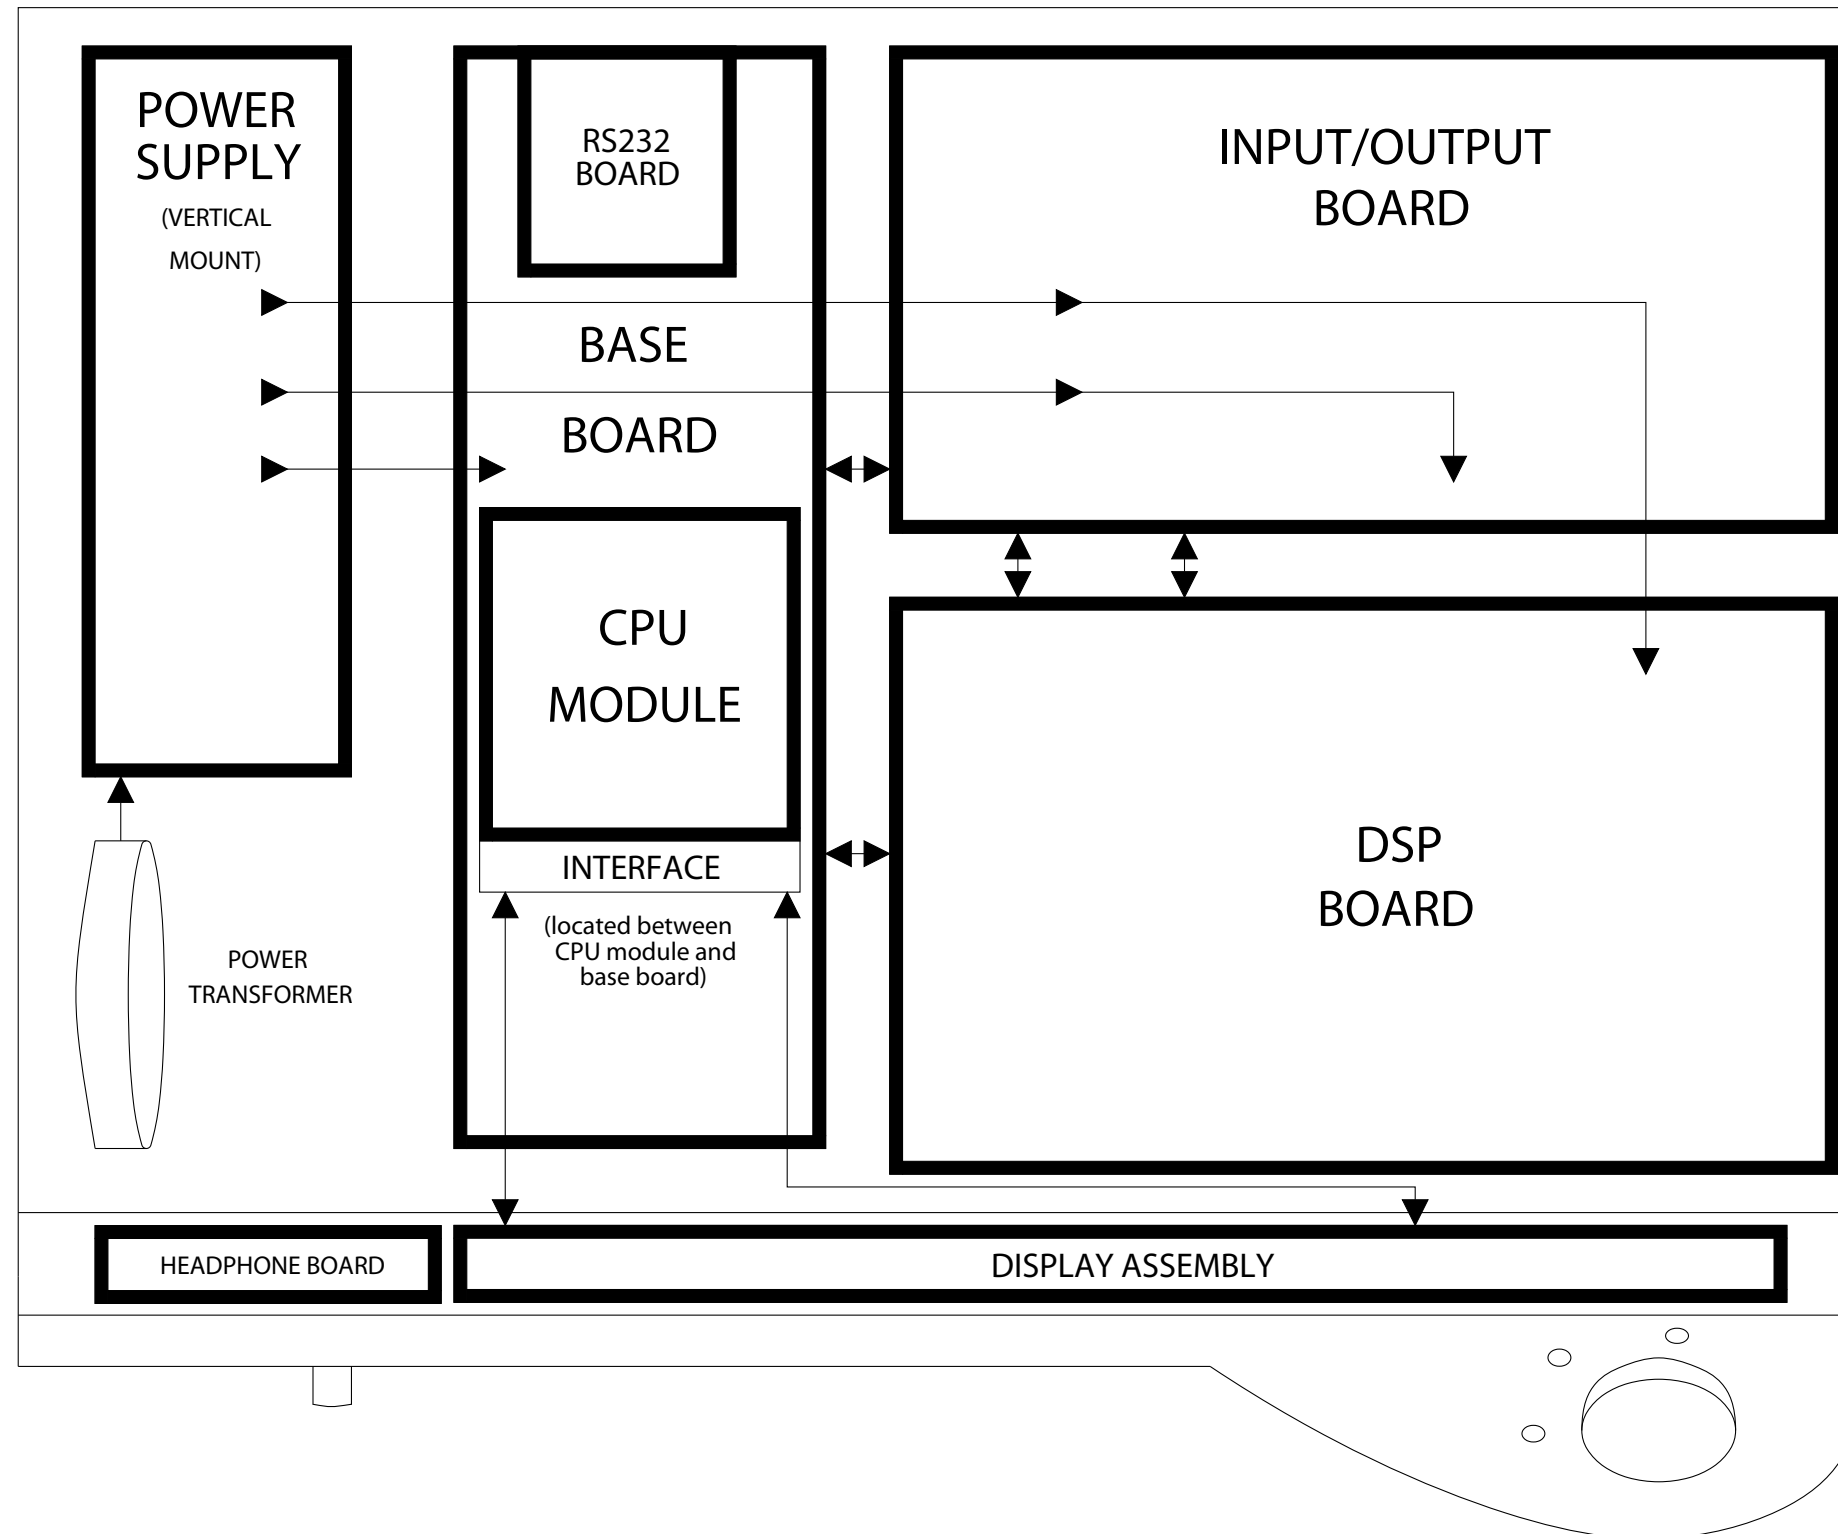 POWER
SUPPLY
(VERTICAL
MOUNT)
RS232
BOARD
INPUT/OUTPUT
BOARD
BASE
BOARD
CPU
MODULE
INTERFACE
(located between
CPU module and
base board)
DSP
BOARD
POWER
TRANSFORMER
HEADPHONE BOARD
DISPLAY ASSEMBLY